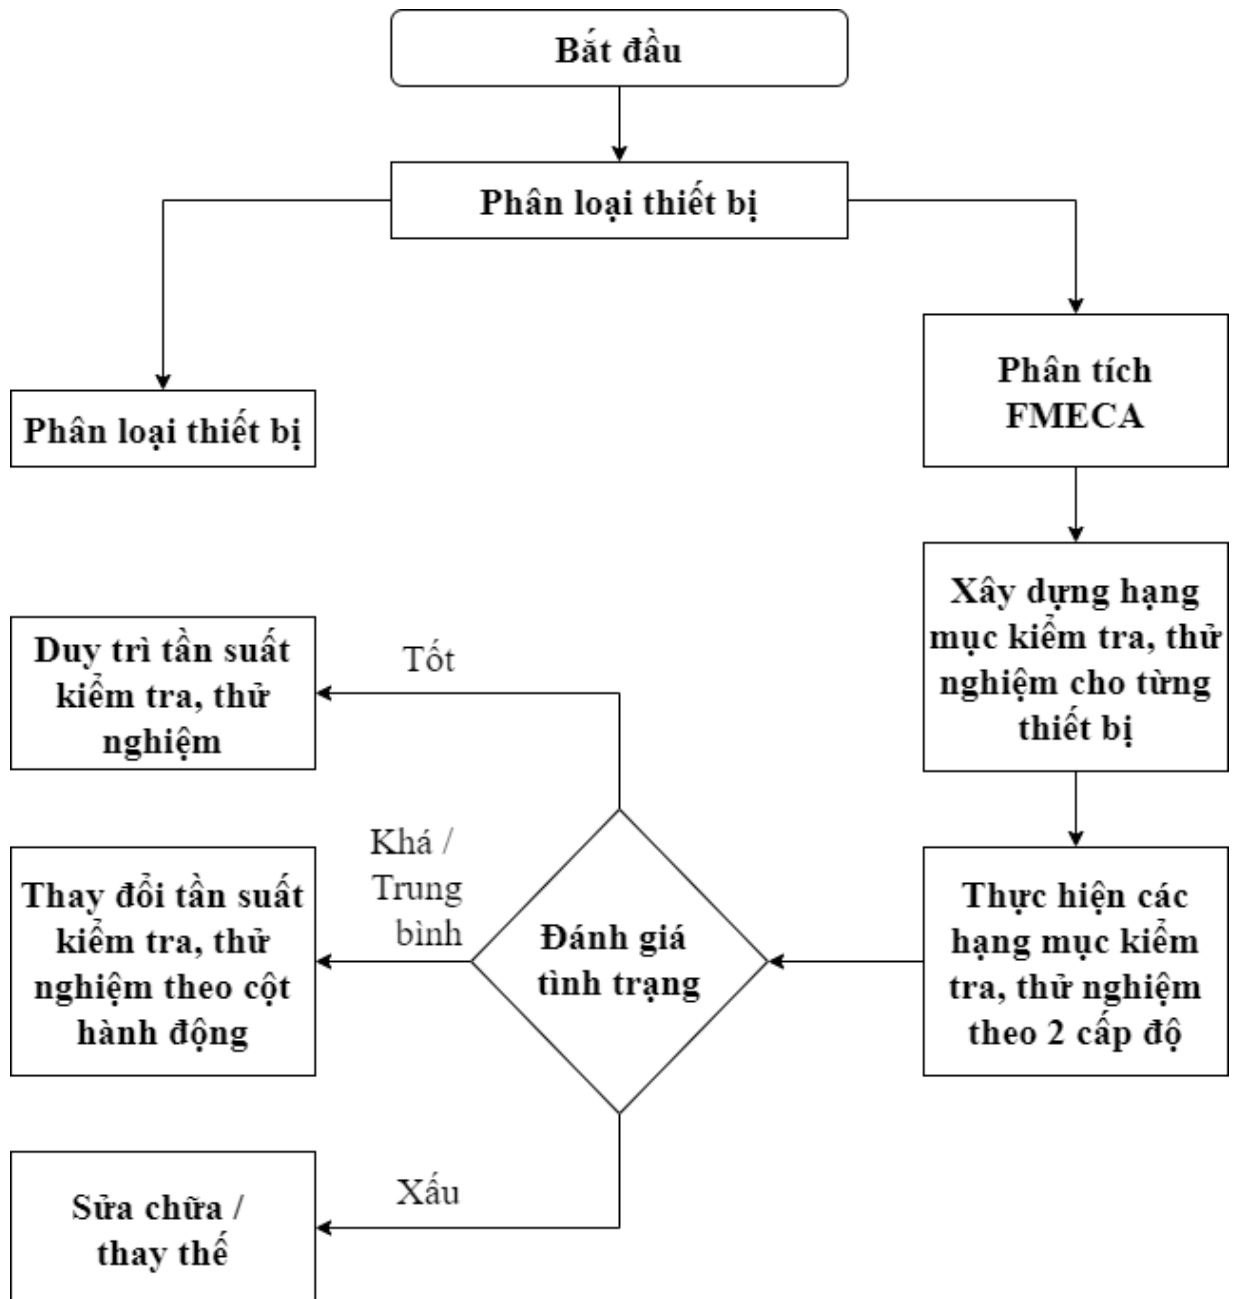 Bắt đầu
Phân loại thiết bị
Phân tích
FMECA
Phân loại thiết bị
Xây dựng hạng
mục kiểm tra, thử
nghiệm cho từng
thiết bị
Duy trì tần suất
kiểm tra, thử
nghiệm
Tốt
Khá /
Trung
bình
Thay đổi tần suất
kiểm tra, thử
nghiệm theo cột
hành động
Đánh giá
tình trạng
Thực hiện các
hạng mục kiểm
tra, thử nghiệm
theo 2 cấp độ
Xấu
Sửa chữa /
thay thế